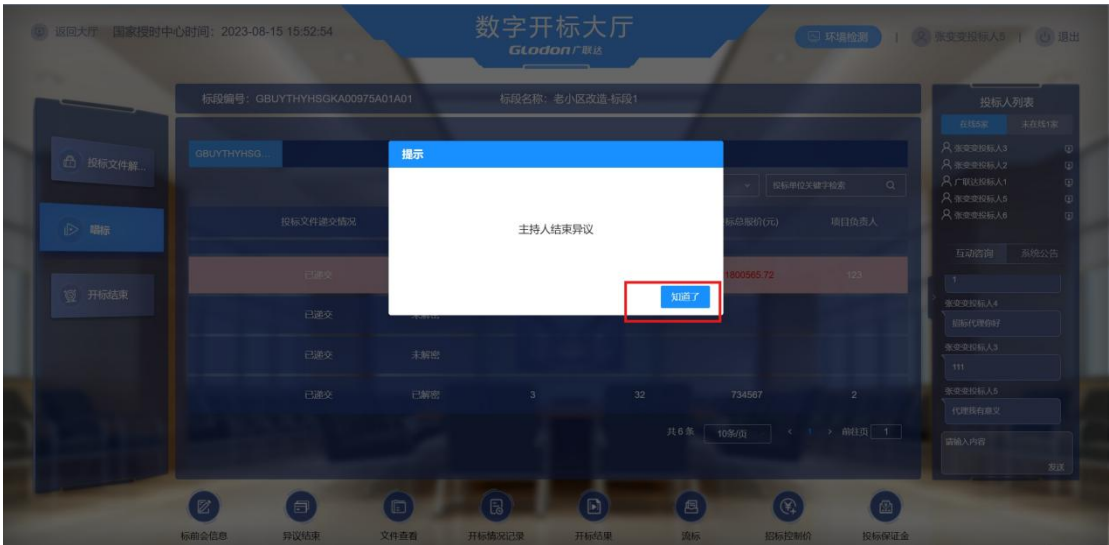 返回大厅 国家授时中心时间：2023-08-15 15:52:54
数字开标大厅
Glodon广联达
环境检测 | 张变变投标人5 | 退出
标段编号：GBUYTHYHSGKA00975A01A01 标段名称：老小区改造-标段1
投标文件解...
唱标
开标结束
GBUYTHYHSG...
投标单位关键字检索
投标文件递交情况 标总报价(元) 项目负责人
已递交 1800565.72 123
已递交 未解密
已递交 未解密
已递交 已解密 3 32 734567 2
共 6 条 10条/页 < 1 > 前往页 1
提示
主持人结束异议
知道了
投标人列表
在线5家 未在线1家
张变变投标人3
张变变投标人2
广联达投标人1
张变变投标人5
张变变投标人6
互动咨询 系统公告
1
张变变投标人4
招标代理你好
张变变投标人3
111
张变变投标人5
代理我有意义
请输入内容
发送
标前会信息 异议结束 文件查看 开标情况记录 开标结果 流标 招标控制价 投标保证金